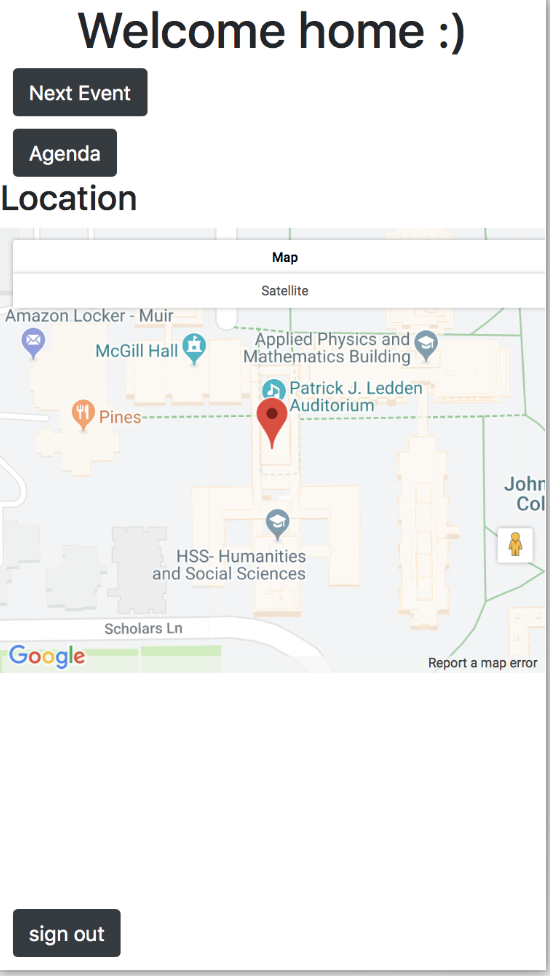 Welcome home :)
Next Event
Agenda
Location
Map
Satellite
Amazon Locker - Muir
McGill Hall
Applied Physics and
Mathematics Building
Patrick J. Ledden
Auditorium
Pines
John
Col
HSS- Humanities
and Social Sciences
Scholars Ln
Google
Report a map error
sign out